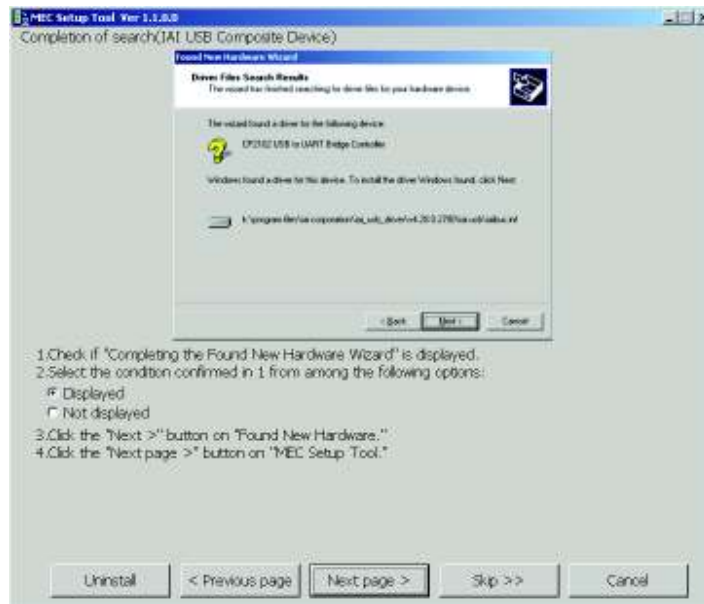 MEC Setup Tool Ver 1.1.0.0
Completion of search(IAI USB Composite Device)
Found New Hardware Wizard
Driver Files Search Results
The wizard has finished searching for driver files for your hardware device.
The wizard found a driver for the following device:
CP2102 USB to UART Bridge Controller
Windows found a driver for this device. To install the driver Windows found, click Next.
< Back
Next >
Cancel
1.Check if "Completing the Found New Hardware Wizard" is displayed.
2.Select the condition confirmed in 1 from among the following options:
Displayed
Not displayed
3.Click the "Next >" button on "Found New Hardware."
4.Click the "Next page >" button on "MEC Setup Tool."
Uninstall
< Previous page
Next page >
Skip >>
Cancel